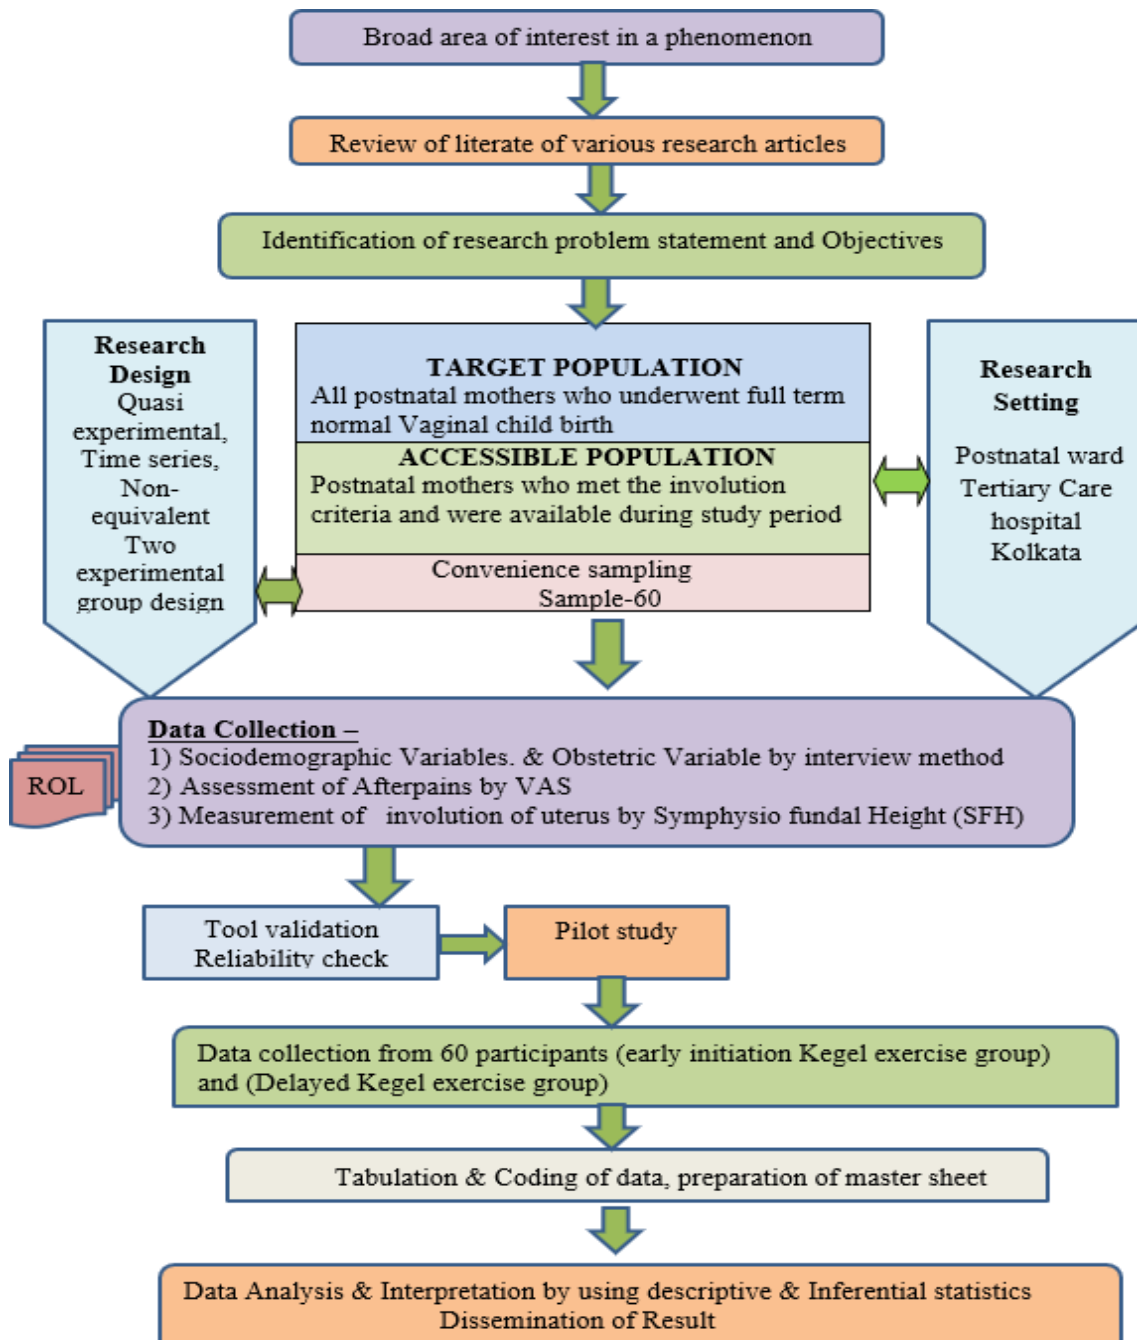 Broad area of interest in a phenomenon
Review of literate of various research articles
Identification of research problem statement and Objectives
Research
Design
Quasi
experimental,
Time series,
Non-
equivalent
Two
experimental
group design
TARGET POPULATION
All postnatal mothers who underwent full term
normal Vaginal child birth
ACCESSIBLE POPULATION
Postnatal mothers who met the involution
criteria and were available during study period
Convenience sampling
Sample-60
Research
Setting
Postnatal ward
Tertiary Care
hospital
Kolkata
ROL
Data Collection –
1) Sociodemographic Variables. & Obstetric Variable by interview method
2) Assessment of Afterpains by VAS
3) Measurement of involution of uterus by Symphysio fundal Height (SFH)
Tool validation
Reliability check
Pilot study
Data collection from 60 participants (early initiation Kegel exercise group)
and (Delayed Kegel exercise group)
Tabulation & Coding of data, preparation of master sheet
Data Analysis & Interpretation by using descriptive & Inferential statistics
Dissemination of Result